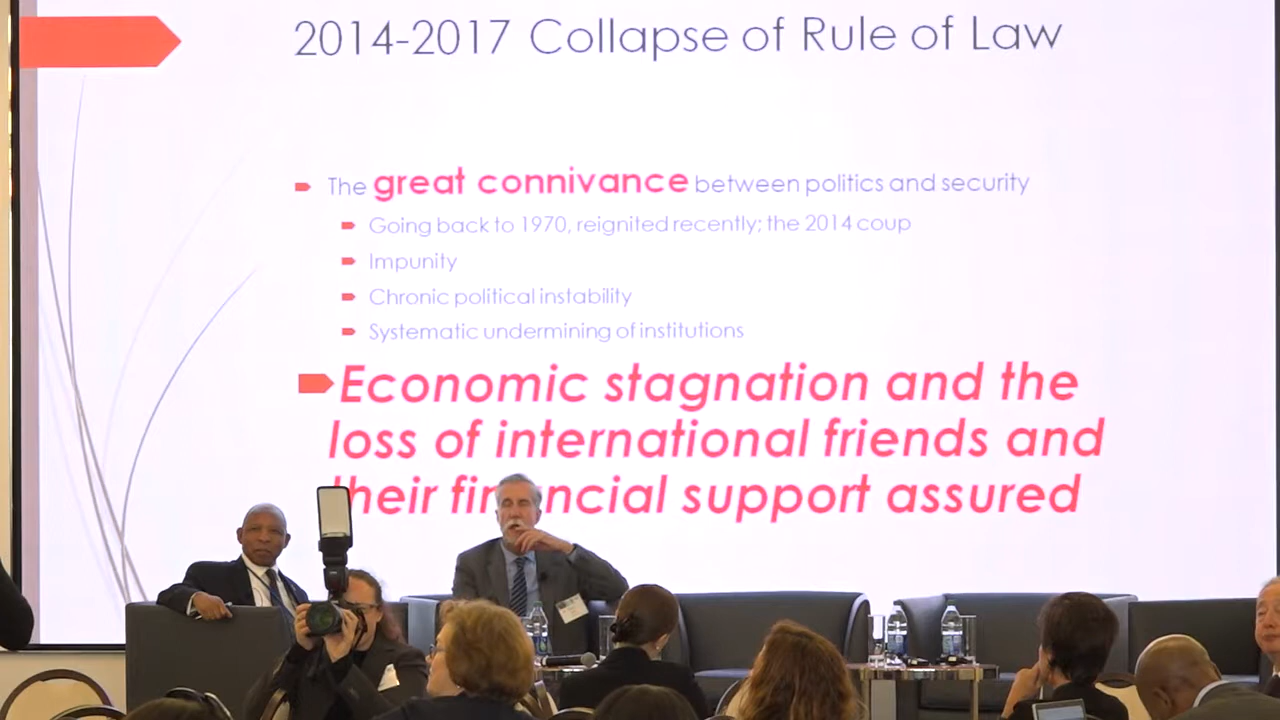 2014-2017 Collapse of Rule of Law
The great connivance between politics and security
Going back to 1970, reignited recently; the 2014 coup
Impunity
Chronic political instability
Systematic undermining of institutions
Economic stagnation and the
loss of international friends and
their financial support assured